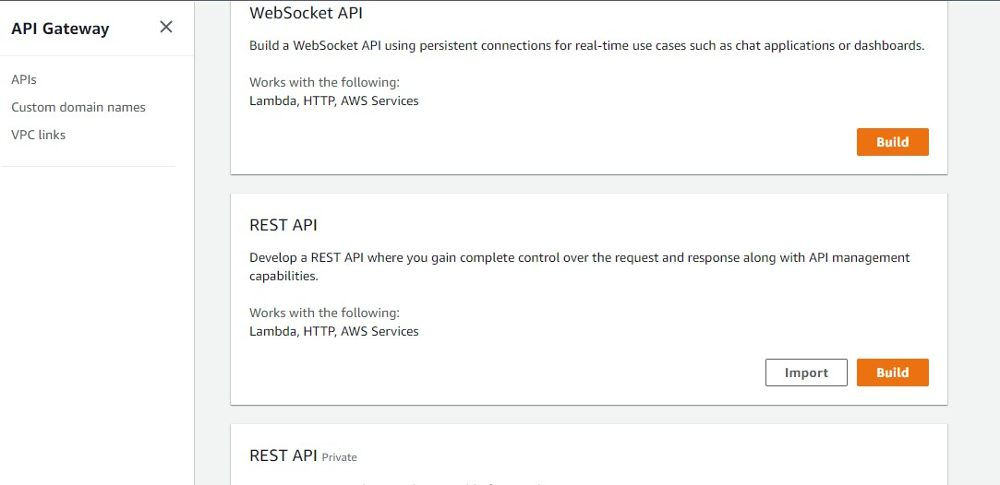 API Gateway
APIs
Custom domain names
VPC links
WebSocket API
Build a WebSocket API using persistent connections for real-time use cases such as chat applications or dashboards.
Works with the following:
Lambda, HTTP, AWS Services
Build
REST API
Develop a REST API where you gain complete control over the request and response along with API management
capabilities.
Works with the following:
Lambda, HTTP, AWS Services
Import Build
REST API Private